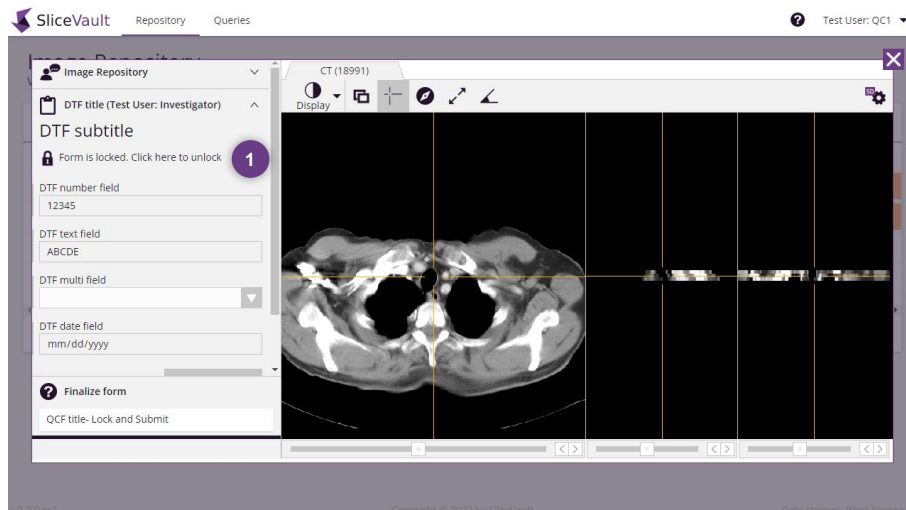 SliceVault Repository Queries Test User: QC1
Image Repository
Image Repository
CT (18991)
DTF title (Test User: Investigator)
Display
DTF subtitle
Form is locked. Click here to unlock
1
DTF number field
12345
DTF text field
ABCDE
DTF multi field
DTF date field
mm/dd/yyyy
Finalize form
QCF title- Lock and Submit
Copyright © 2022 by SliceVault